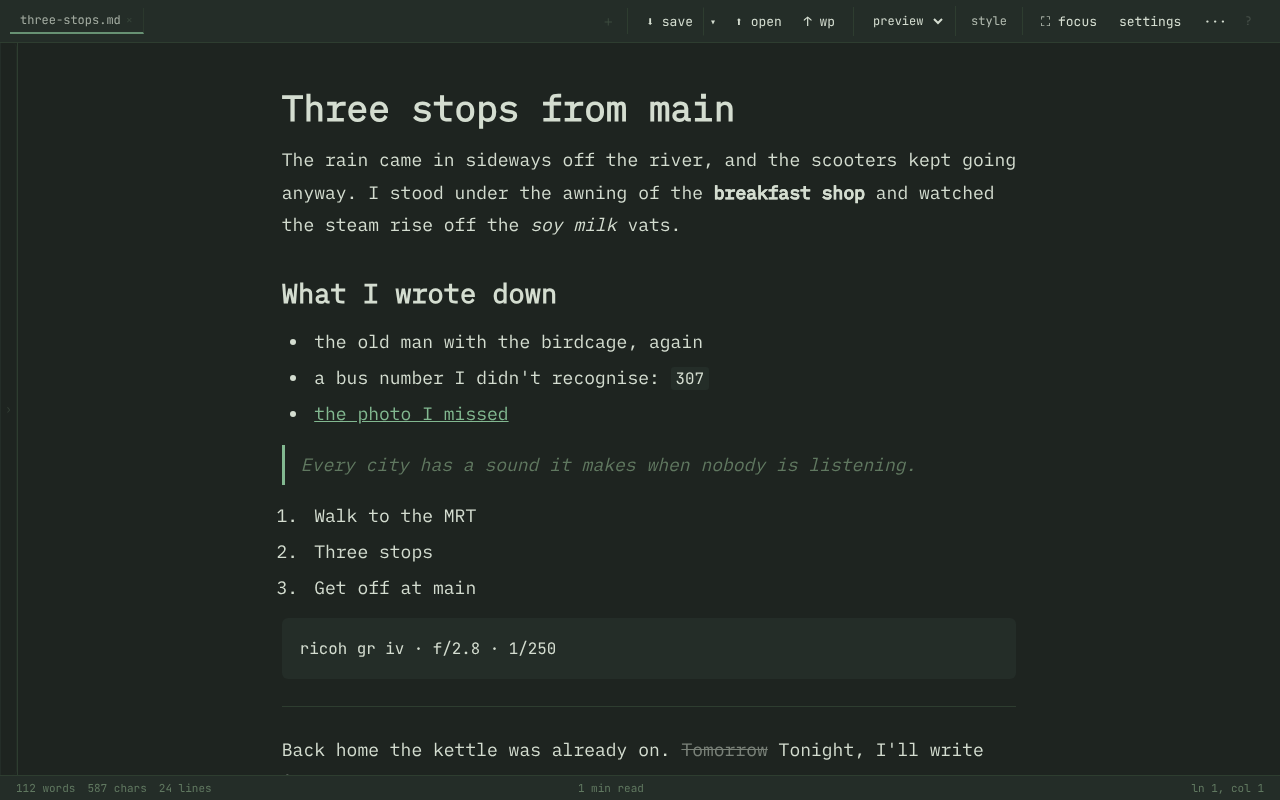 three-stops.md ×
+
⬇ save
▾
⬆ open
↑ wp
preview
style
⛶ focus
settings
···
?
Three stops from main
The rain came in sideways off the river, and the scooters kept going
anyway. I stood under the awning of the breakfast shop and watched
the steam rise off the soy milk vats.
What I wrote down
• the old man with the birdcage, again
• a bus number I didn't recognise: 307
• the photo I missed
Every city has a sound it makes when nobody is listening.
1. Walk to the MRT
2. Three stops
3. Get off at main
ricoh gr iv · f/2.8 · 1/250
Back home the kettle was already on. Tomorrow Tonight, I'll write
112 words 587 chars 24 lines
1 min read
ln 1, col 1